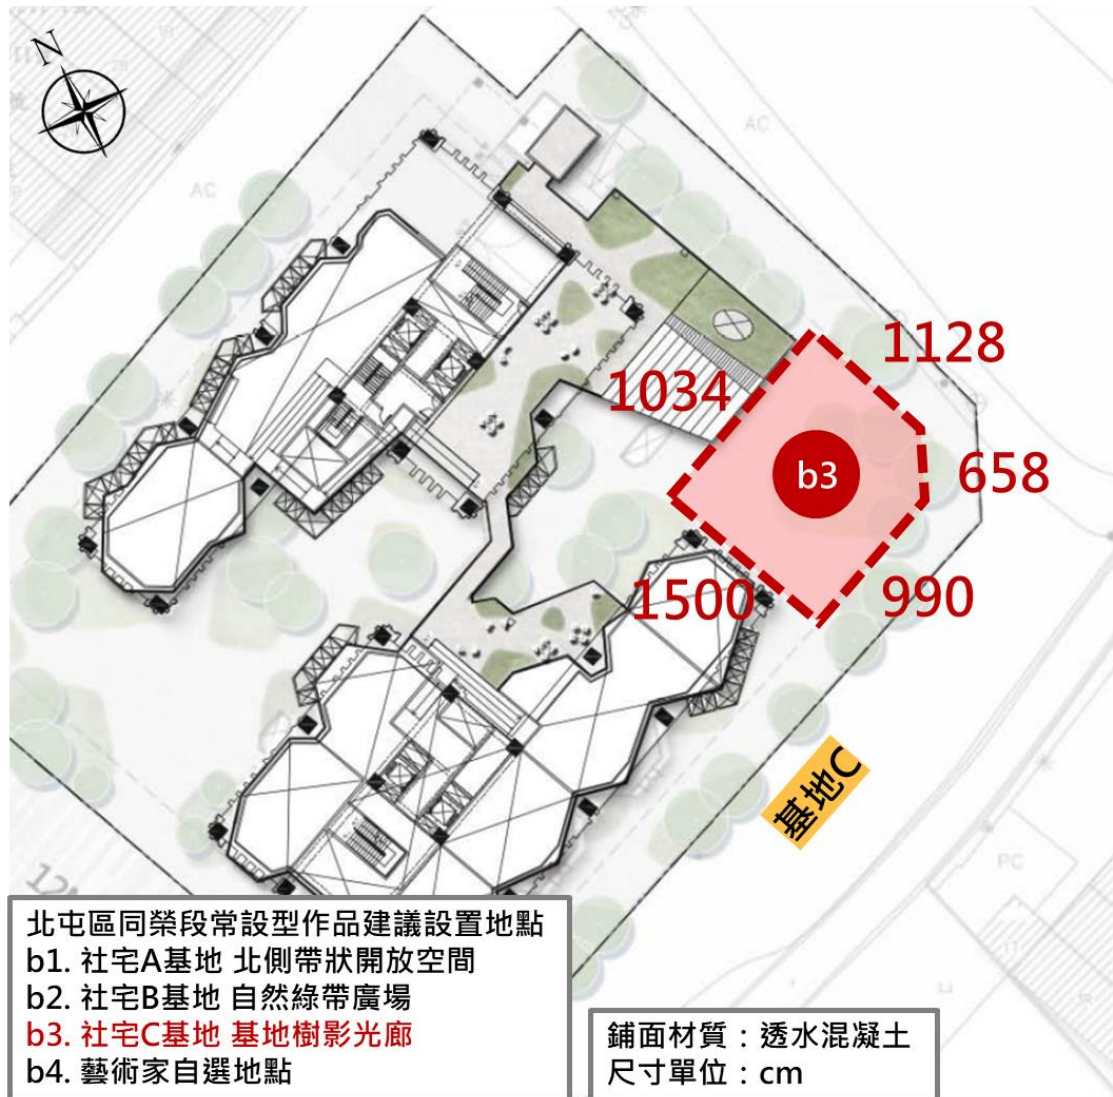 N
AC
AC
1128
1034
658
b3
1500
990
基地C
PC
北屯區同榮段常設型作品建議設置地點
b1. 社宅A基地 北側帶狀開放空間
b2. 社宅B基地 自然綠帶廣場
b3. 社宅C基地 基地樹影光廊
b4. 藝術家自選地點
鋪面材質：透水混凝土
尺寸單位：cm